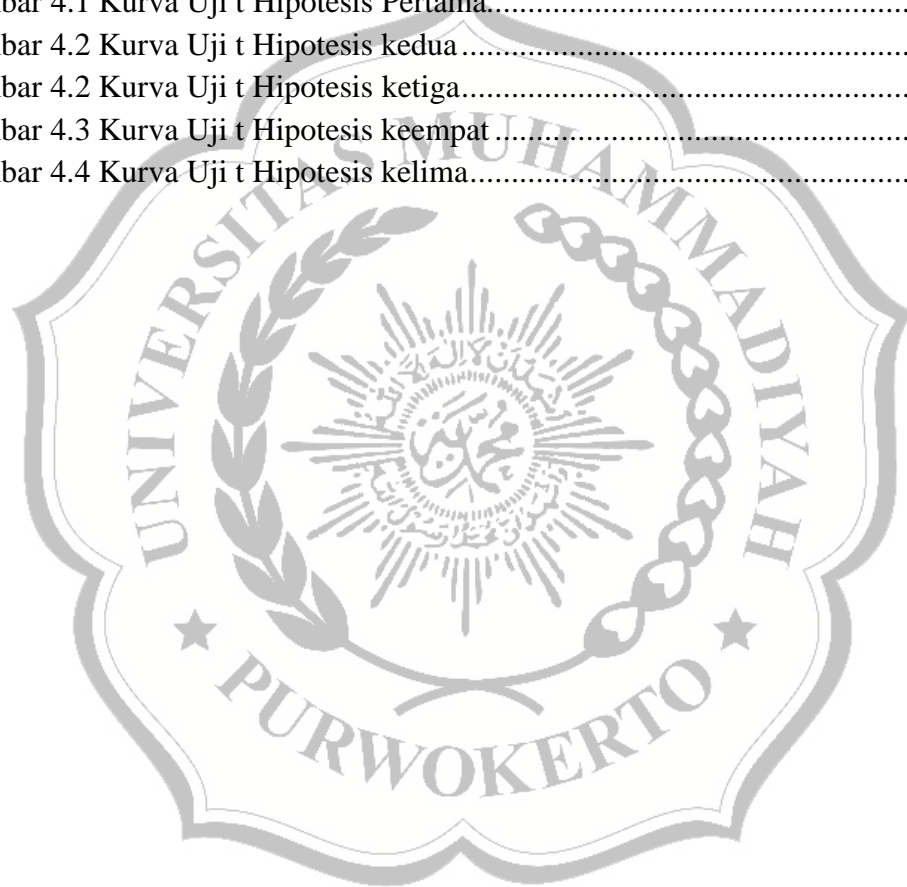 bar 4.1 Kurva Uji t Hipotesis Pertama..................................................
bar 4.2 Kurva Uji t Hipotesis kedua ..................................................
bar 4.2 Kurva Uji t Hipotesis ketiga..................................................
bar 4.3 Kurva Uji t Hipotesis keempat ..................................................
bar 4.4 Kurva Uji t Hipotesis kelima..................................................
UNIVERSITAS MUHAMMADIYAH
PURWOKERTO